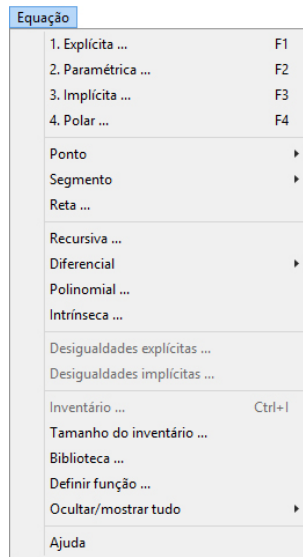 Equação
1. Explícita ... F1
2. Paramétrica ... F2
3. Implícita ... F3
4. Polar ... F4
Ponto
Segmento
Reta ...
Recursiva ...
Diferencial
Polinomial ...
Intrínseca ...
Desigualdades explícitas ...
Desigualdades implícitas ...
Inventário ... Ctrl+I
Tamanho do inventário ...
Biblioteca ...
Definir função ...
Ocultar/mostrar tudo
Ajuda